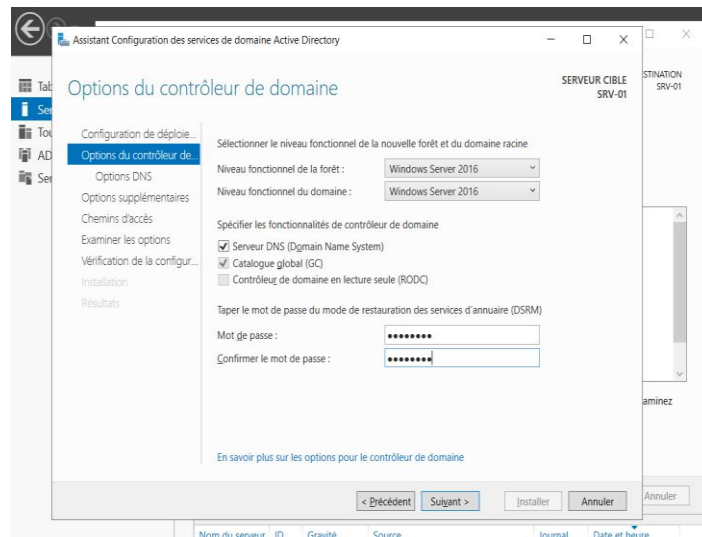 Assistant Configuration des services de domaine Active Directory
Options du contrôleur de domaine
SERVEUR CIBLE
SRV-01
STINATION
SRV-01
Tab
Ser
Tou
AD
Ser
Configuration de déploie...
Options du contrôleur de...
Options DNS
Options supplémentaires
Chemins d'accès
Examiner les options
Vérification de la configur...
Installation
Résultats
Sélectionner le niveau fonctionnel de la nouvelle forêt et du domaine racine
Niveau fonctionnel de la forêt : Windows Server 2016
Niveau fonctionnel du domaine : Windows Server 2016
Spécifier les fonctionnalités de contrôleur de domaine
Serveur DNS (Domain Name System)
Catalogue global (GC)
Contrôleur de domaine en lecture seule (RODC)
Taper le mot de passe du mode de restauration des services d'annuaire (DSRM)
Mot de passe : ••••••••
Confirmer le mot de passe : ••••••••
aminez
En savoir plus sur les options pour le contrôleur de domaine
< Précédent Suivant > Installer Annuler
Annuler
Nom du serveur ID Gravité Source Journal Date et heure